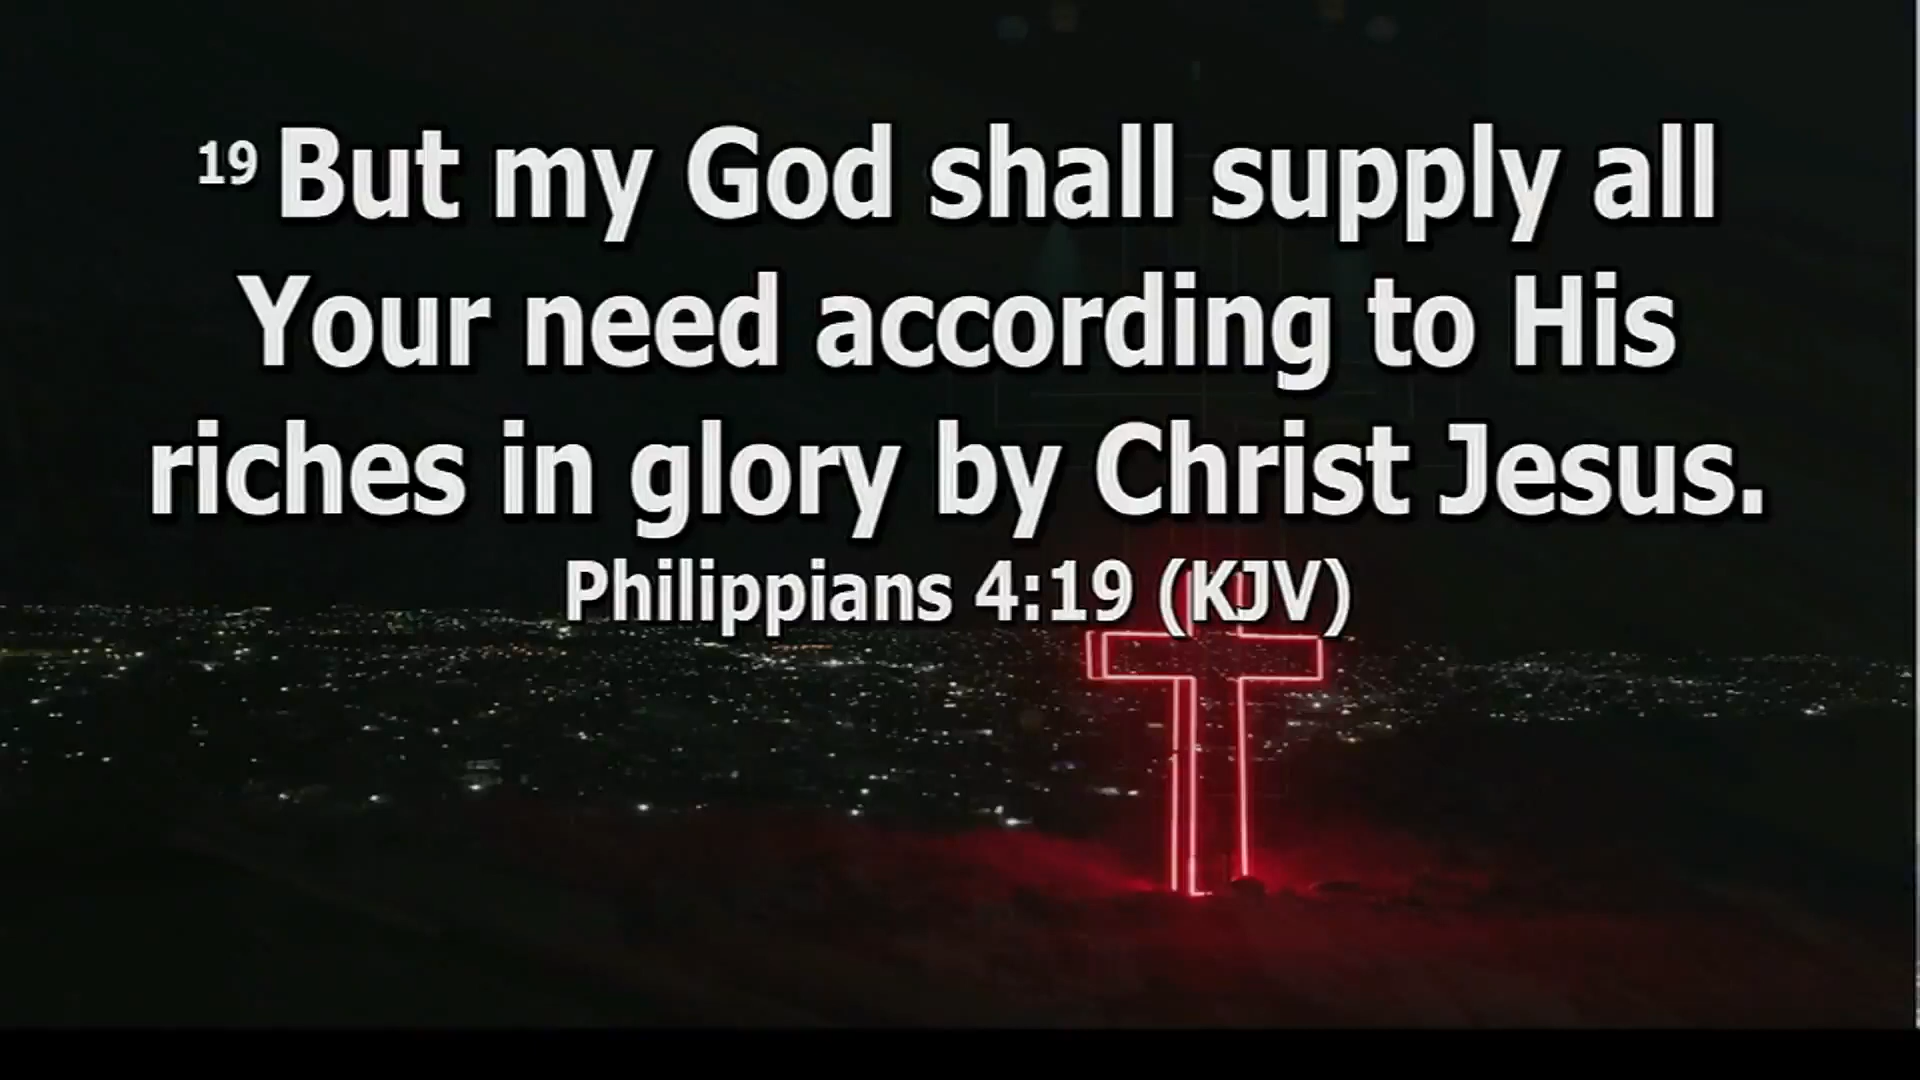 19 But my God shall supply all
Your need according to His
riches in glory by Christ Jesus.
Philippians 4:19 (KJV)